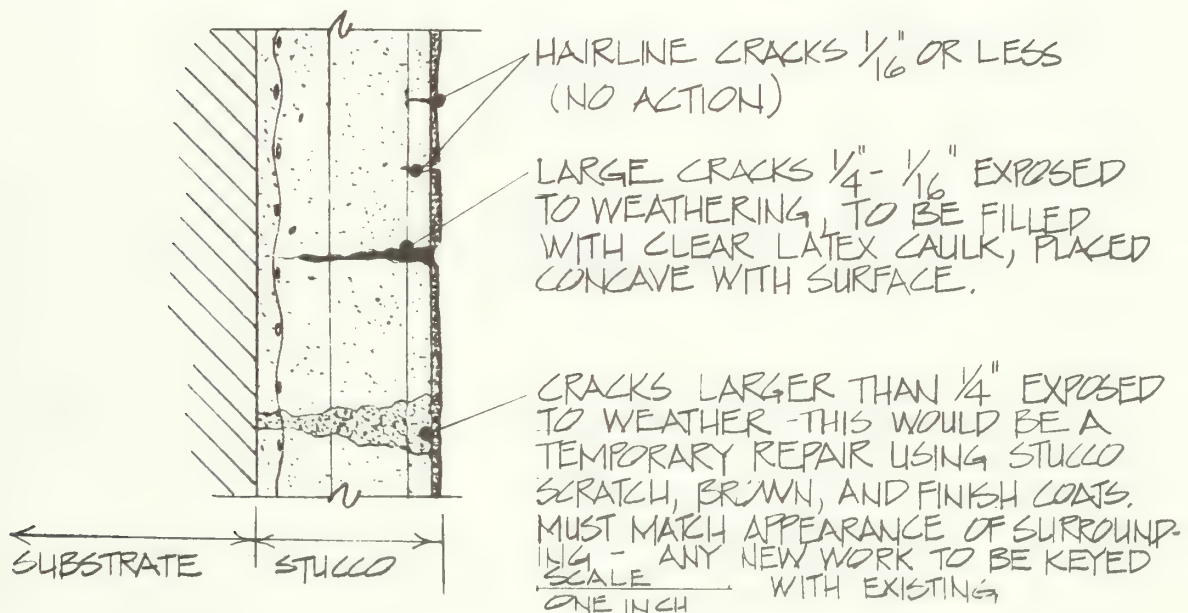 HAIRLINE CRACKS 1/16" OR LESS
(NO ACTION)
LARGE CRACKS 1/4"- 1/16" EXPOSED
TO WEATHERING, TO BE FILLED
WITH CLEAR LATEX CAULK, PLACED
CONCAVE WITH SURFACE.
CRACKS LARGER THAN 1/4" EXPOSED
TO WEATHER - THIS WOULD BE A
TEMPORARY REPAIR USING STUCCO
SCRATCH, BROWN, AND FINISH COATS.
MUST MATCH APPEARANCE OF SURROUND-
ING - ANY NEW WORK TO BE KEYED
WITH EXISTING
SUBSTRATE STUCCO
SCALE
ONE INCH